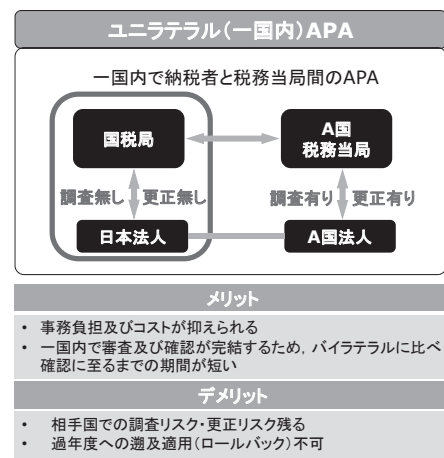 ユニラテラル（一国内）APA
一国内で納税者と税務当局間のAPA
国税局
A国
税務当局
調査無し 更正無し
調査有り 更正有り
日本法人
A国法人
メリット
• 事務負担及びコストが抑えられる
• 一国内で審査及び確認が完結するため，バイラテラルに比べ
確認に至るまでの期間が短い
デメリット
• 相手国での調査リスク・更正リスク残る
• 過年度への遡及適用（ロールバック）不可